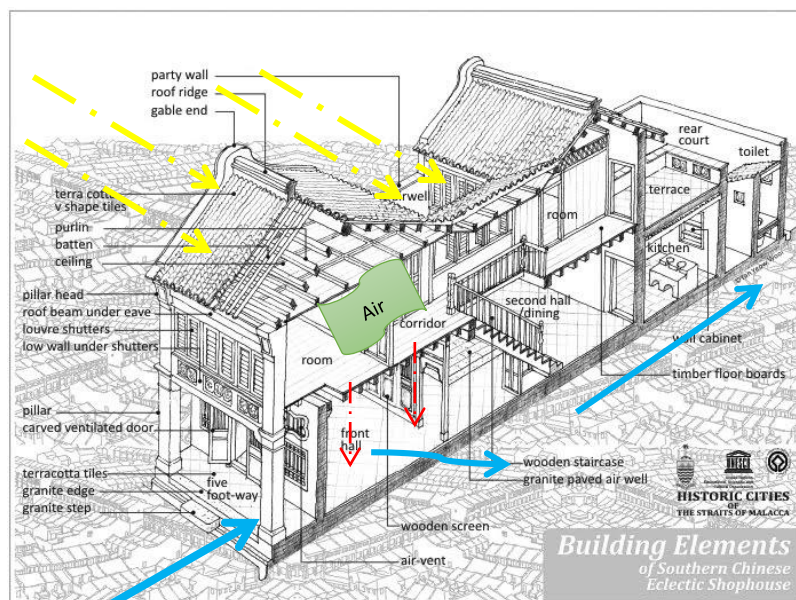 party wall
roof ridge
gable end
terra cott
v shape tiles
purlin
batten
ceiling
pillar head
roof beam under eave
louvre shutters
low wall under shutters
pillar
carved ventilated door
terracotta tiles
granite edge
granite step
five
foot-way
room
Air
corridor
front
hall
second hall
/dining
room
kitchen
terrace
rear
court
toilet
wall cabinet
timber floor boards
wooden staircase
granite paved air well
wooden screen
air-vent
UNESCO
HISTORIC CITIES
OF
THE STRAITS OF MALACCA
Building Elements
of Southern Chinese
Eclectic Shophouse